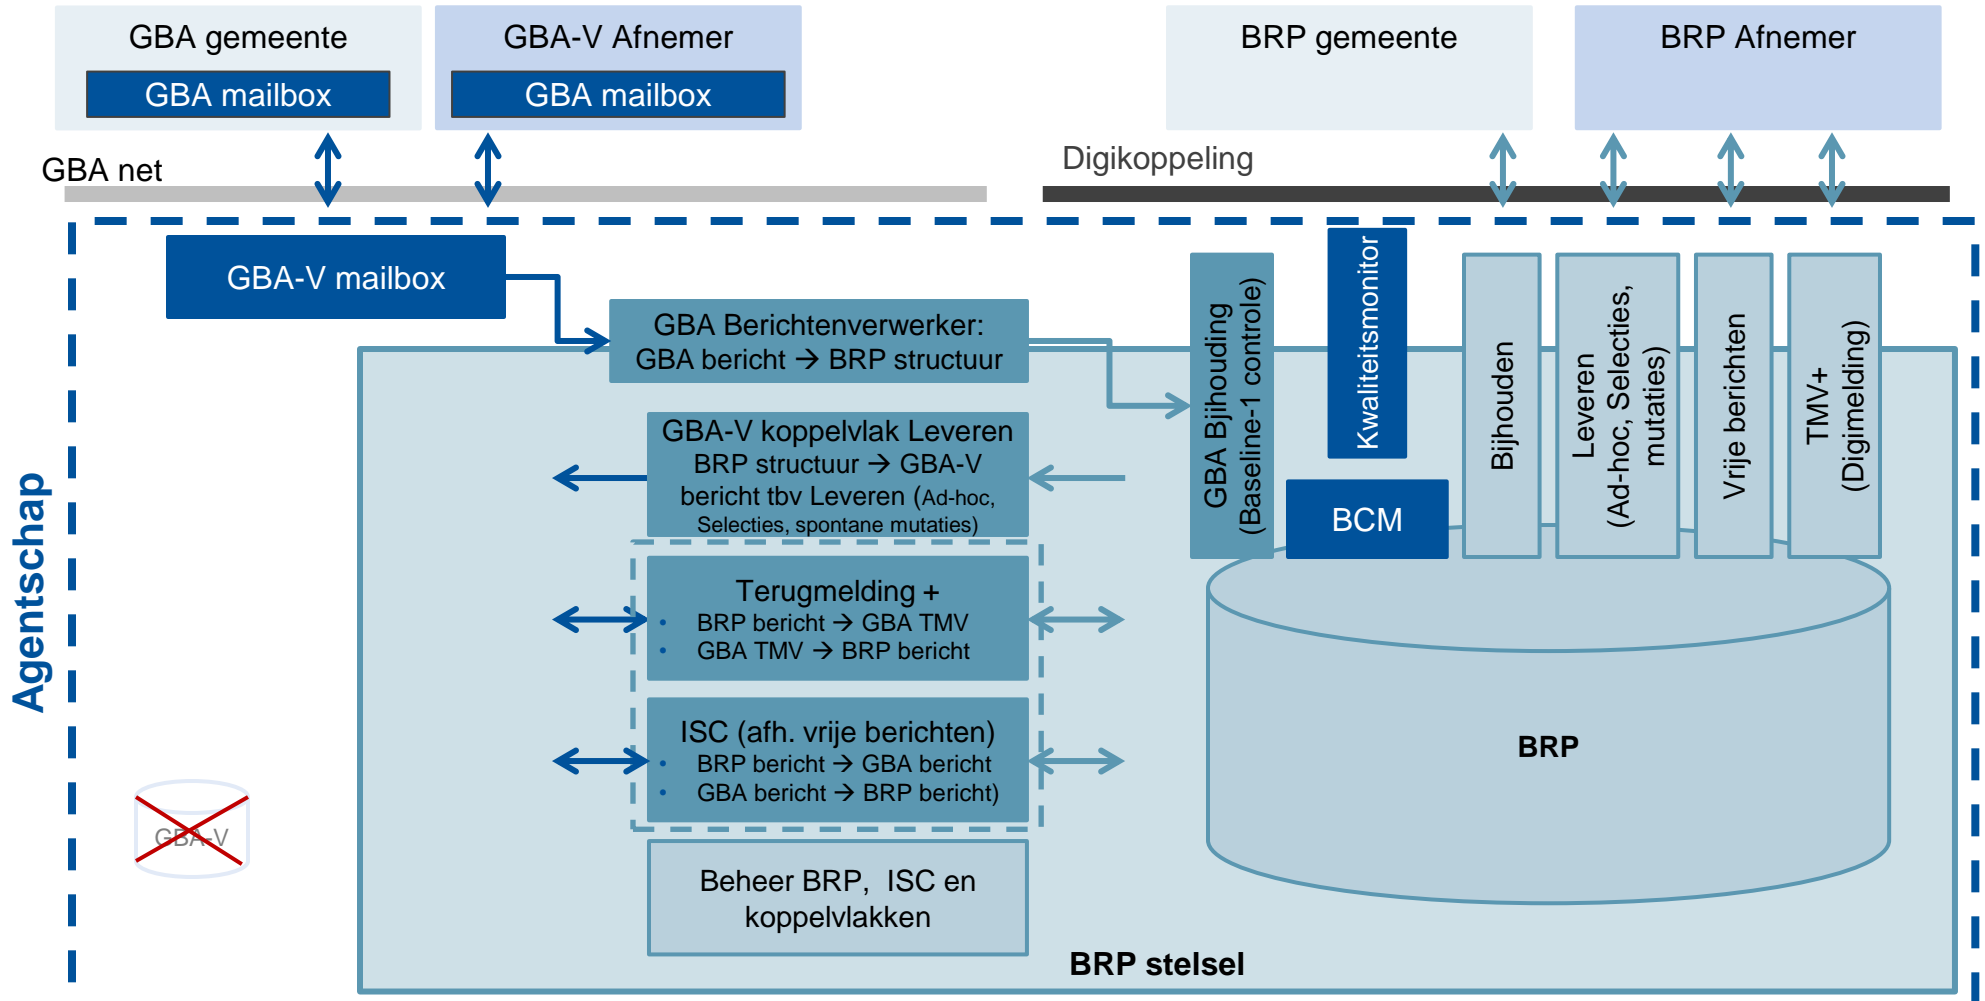 GBA gemeente
GBA mailbox
GBA-V Afnemer
GBA mailbox
BRP gemeente
BRP Afnemer
GBA net
Digikoppeling
Agentschap
GBA-V mailbox
GBA Berichtenverwerker:
GBA bericht → BRP structuur
GBA-V koppelvlak Leveren
BRP structuur → GBA-V
bericht tbv Leveren (Ad-hoc,
Selecties, spontane mutaties)
Terugmelding +
• BRP bericht → GBA TMV
• GBA TMV → BRP bericht
ISC (afh. vrije berichten)
• BRP bericht → GBA bericht
• GBA bericht → BRP bericht)
Beheer BRP, ISC en
koppelvlakken
GBA Bjihouding
(Baseline-1 controle)
Kwaliteitsmonitor
BCM
Bijhouden
Leveren
(Ad-hoc, Selecties,
mutaties)
Vrije berichten
TMV+
(Digimelding)
BRP
GBA-V
BRP stelsel